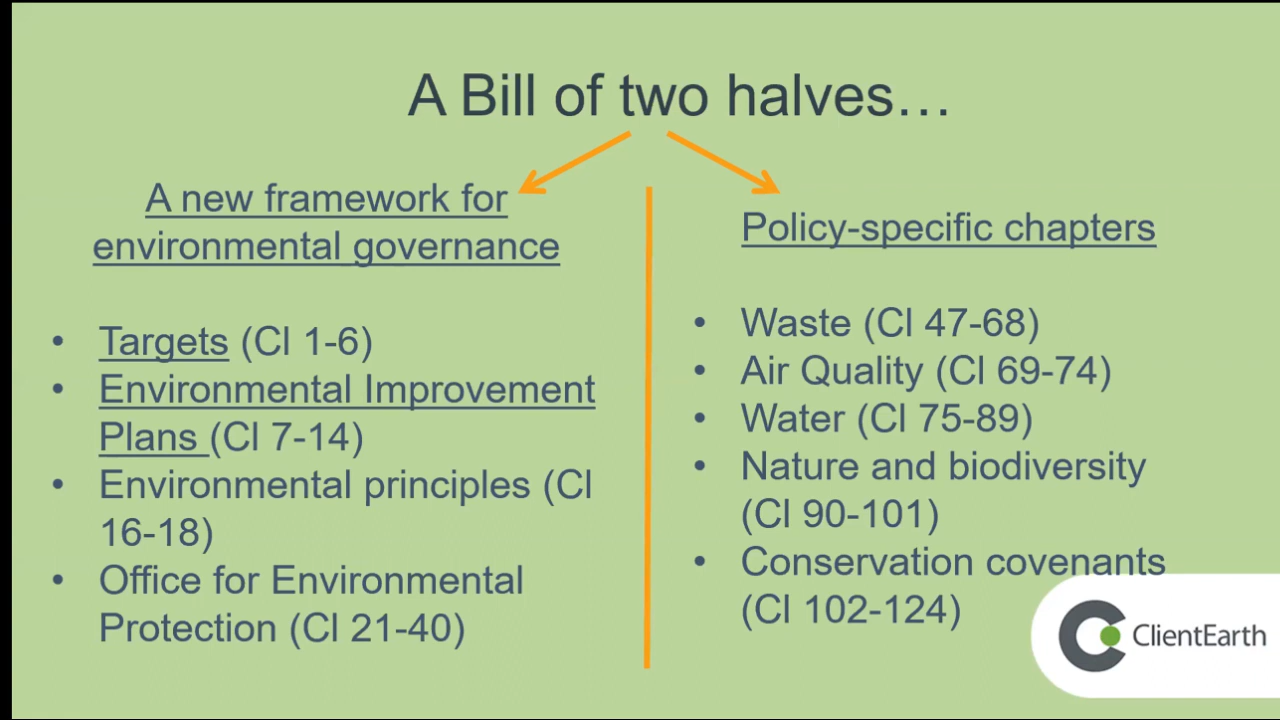 A Bill of two halves…
A new framework for
environmental governance
• Targets (Cl 1-6)
• Environmental Improvement
Plans (Cl 7-14)
• Environmental principles (Cl
16-18)
• Office for Environmental
Protection (Cl 21-40)
Policy-specific chapters
• Waste (Cl 47-68)
• Air Quality (Cl 69-74)
• Water (Cl 75-89)
• Nature and biodiversity
(Cl 90-101)
• Conservation covenants
(Cl 102-124)
ClientEarth